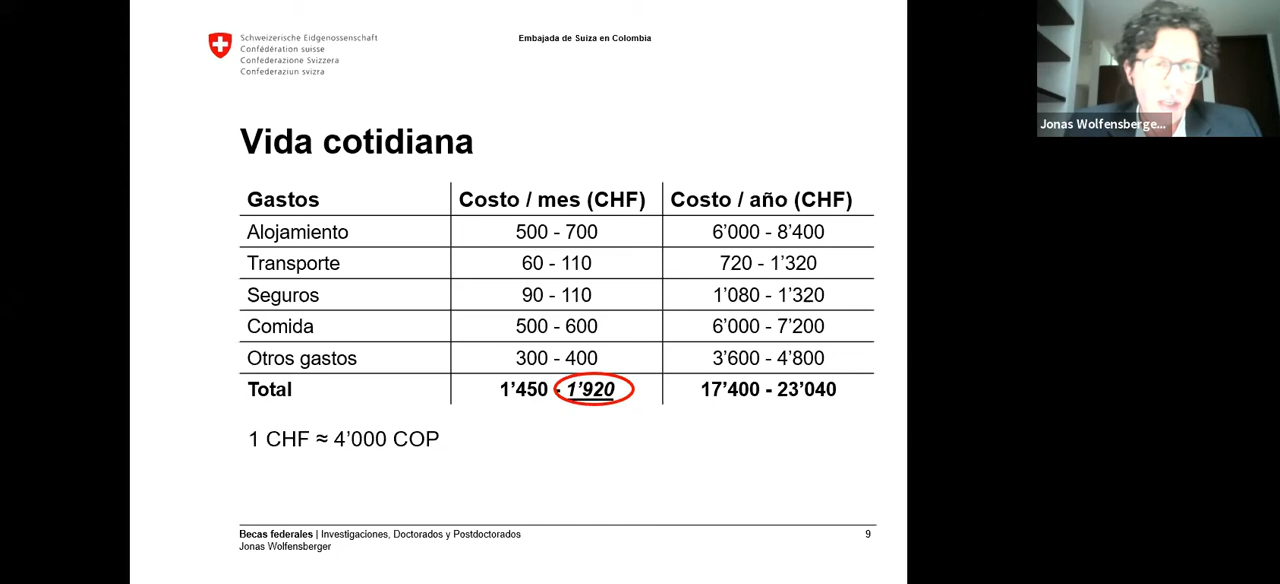 Schweizerische Eidgenossenschaft
Confédération suisse
Confederazione Svizzera
Confederaziun svizra
Embajada de Suiza en Colombia
Jonas Wolfensberge...
Vida cotidiana
Gastos Costo / mes (CHF) Costo / año (CHF)
Alojamiento 500 - 700 6’000 - 8’400
Transporte 60 - 110 720 - 1’320
Seguros 90 - 110 1’080 - 1’320
Comida 500 - 600 6’000 - 7’200
Otros gastos 300 - 400 3’600 - 4’800
Total 1’450 - 1’920 17’400 - 23’040
1 CHF ≈ 4’000 COP
Becas federales | Investigaciones, Doctorados y Postdoctorados 9
Jonas Wolfensberger